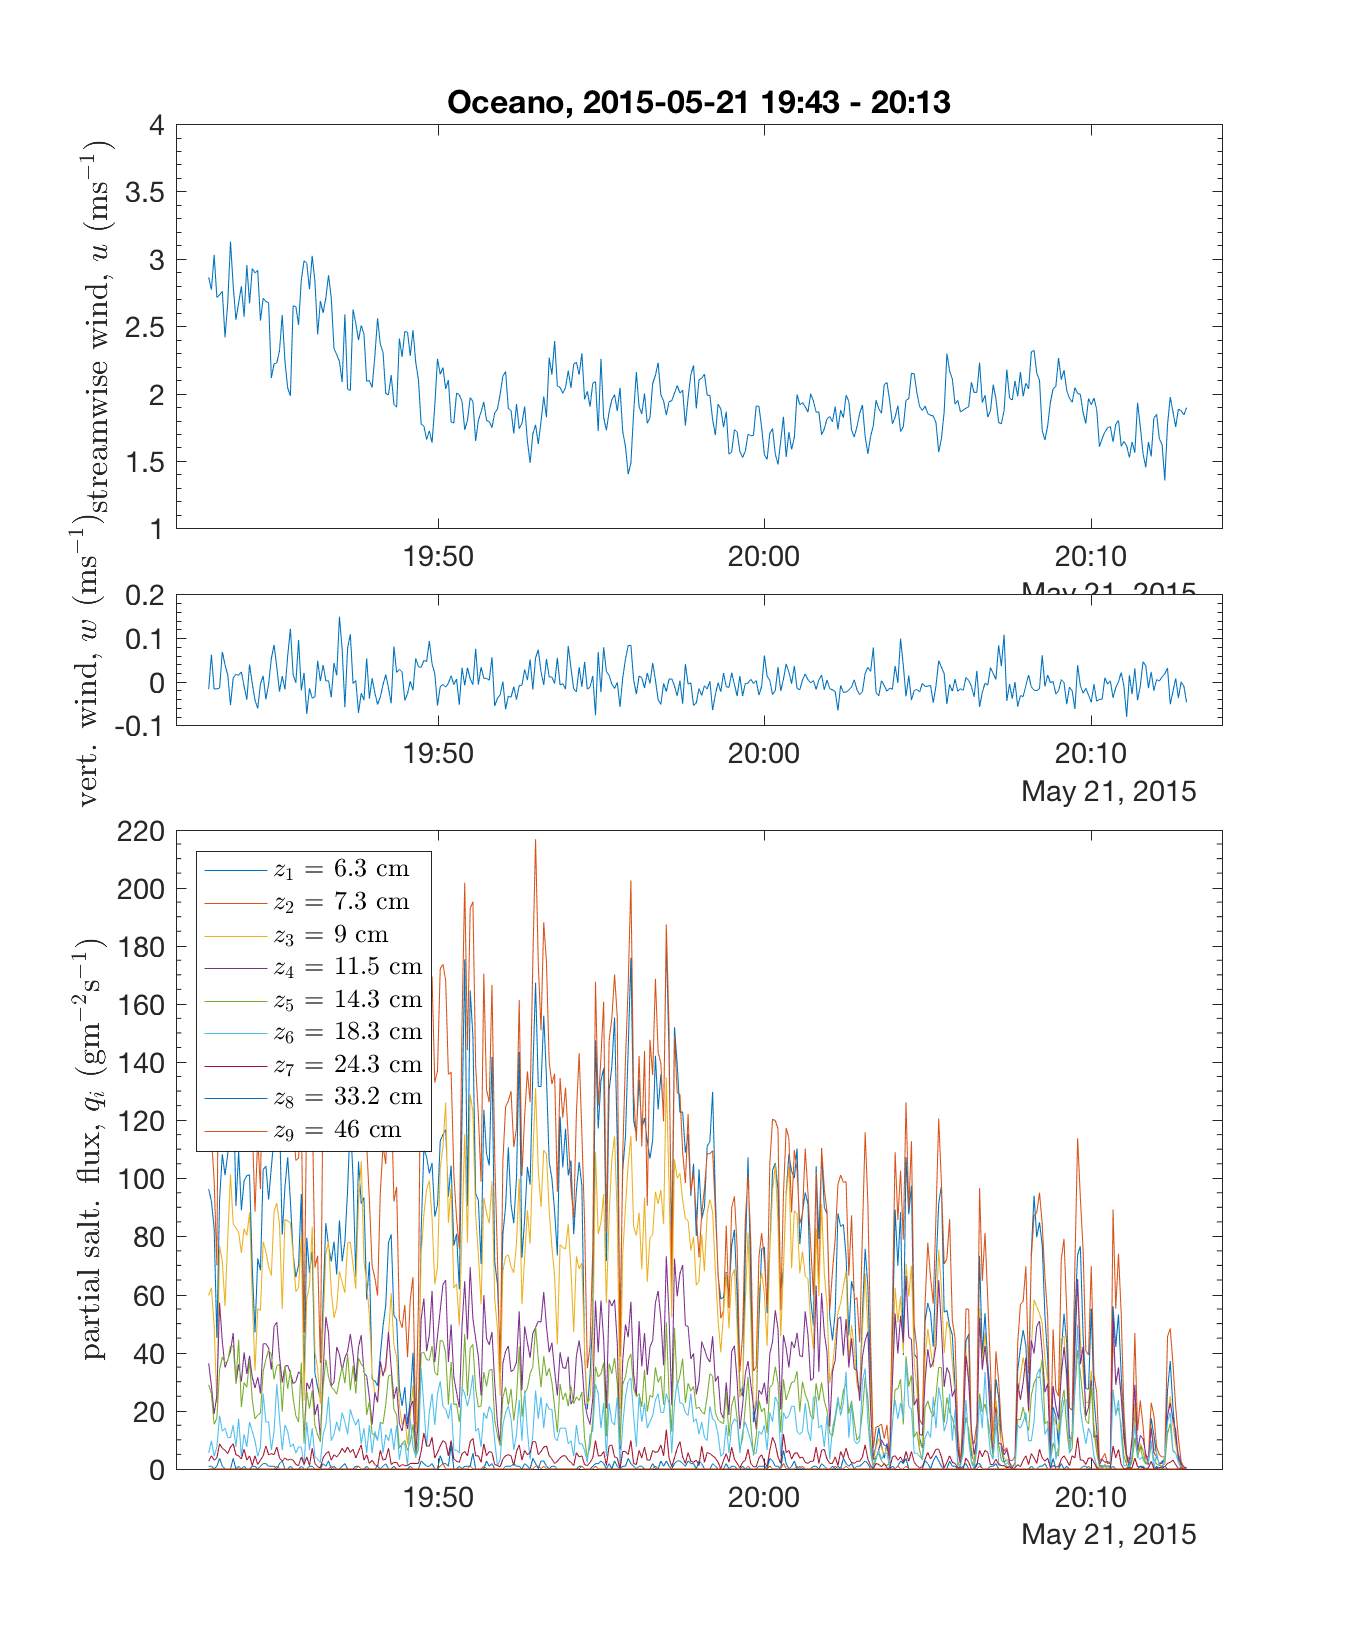 Oceano, 2015-05-21 19:43 - 20:13
streamwise wind, u (ms⁻¹)
4
3.5
3
2.5
2
1.5
1
19:50 20:00 20:10
May 21, 2015
vert. wind, w (ms⁻¹)
0.2
0.1
0
-0.1
19:50 20:00 20:10
May 21, 2015
partial salt. flux, qᵢ (gm⁻²s⁻¹)
220
200
180
160
140
120
100
80
60
40
20
0
z₁ = 6.3 cm
z₂ = 7.3 cm
z₃ = 9 cm
z₄ = 11.5 cm
z₅ = 14.3 cm
z₆ = 18.3 cm
z₇ = 24.3 cm
z₈ = 33.2 cm
z₉ = 46 cm
19:50 20:00 20:10
May 21, 2015